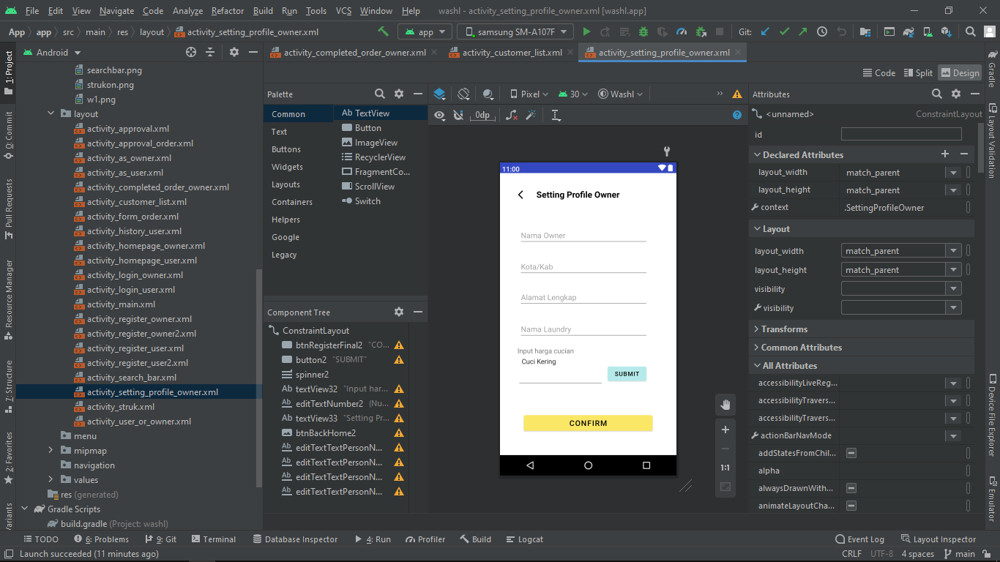 File Edit View Navigate Code Analyze Refactor Build Run Tools VCS Window Help washl - activity_setting_profile_owner.xml [washl.app]
App app src main res layout activity_setting_profile_owner.xml app samsung SM-A107F Git:
Android
activity_completed_order_owner.xml activity_customer_list.xml activity_setting_profile_owner.xml
Code Split Design
1: Project
0: Commit
Pull Requests
Resource Manager
7: Structure
2: Favorites
searchbar.png
strukon.png
w1.png
layout
activity_approval.xml
activity_approval_order.xml
activity_as_owner.xml
activity_as_user.xml
activity_completed_order_owner.xml
activity_customer_list.xml
activity_form_order.xml
activity_history_user.xml
activity_homepage_owner.xml
activity_homepage_user.xml
activity_login_owner.xml
activity_login_user.xml
activity_main.xml
activity_register_owner.xml
activity_register_owner2.xml
activity_register_user.xml
activity_register_user2.xml
activity_search_bar.xml
activity_setting_profile_owner.xml
activity_struk.xml
activity_user_or_owner.xml
menu
mipmap
navigation
values
res (generated)
Gradle Scripts
build.gradle (Project: washl)
Palette
Common
Text
Buttons
Widgets
Layouts
Containers
Helpers
Google
Legacy
Ab TextView
Button
ImageView
RecyclerView
FragmentCo...
ScrollView
Switch
Component Tree
ConstraintLayout
btnRegisterFinal2 "CO...
button2 "SUBMIT"
spinner2
Ab textView32 "Input har...
Ab editTextNumber2 (Nu...
Ab textView33 "Setting Pr...
btnBackHome2
Ab editTextTextPersonN...
Ab editTextTextPersonN...
Ab editTextTextPersonN...
Ab editTextTextPersonN...
Pixel 30 Washl
0dp
11:00
Setting Profile Owner
Nama Owner
Kota/Kab
Alamat Lengkap
Nama Laundry
Input harga cucian
Cuci Kering
SUBMIT
CONFIRM
1:1
Attributes
<unnamed> ConstraintLayout
id
Declared Attributes
layout_width match_parent
layout_height match_parent
context .SettingProfileOwner
Layout
layout_width match_parent
layout_height match_parent
visibility
visibility
Transforms
Common Attributes
All Attributes
accessibilityLiveReg...
accessibilityTravers...
accessibilityTravers...
actionBarNavMode
addStatesFromChil...
alpha
alwaysDrawnWith...
animateLayoutCha...
Gradle
Layout Validation
Device File Explorer
Emulator
TODO 6: Problems 9: Git Terminal Database Inspector 4: Run Profiler Build Logcat Event Log Layout Inspector
Launch succeeded (11 minutes ago) CRLF UTF-8 4 spaces main